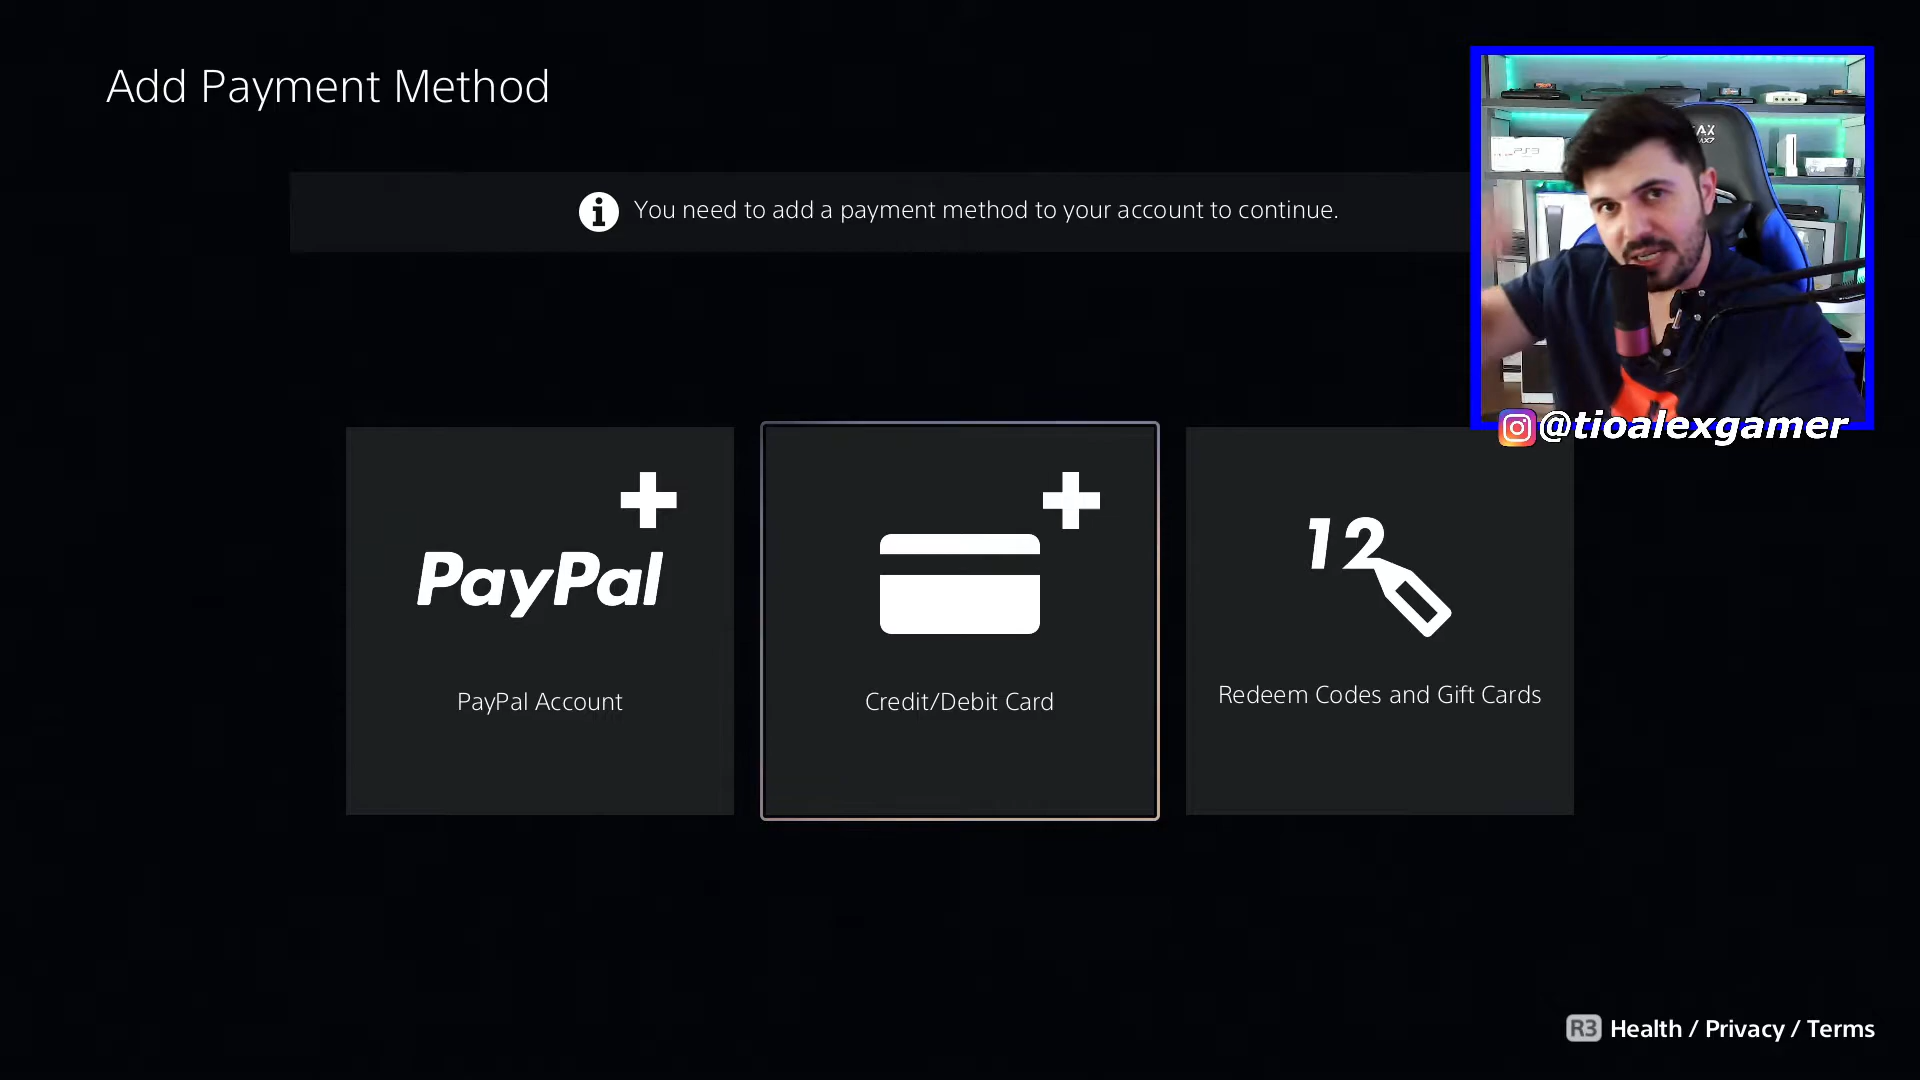 Add Payment Method
You need to add a payment method to your account to continue.
@tioalexgamer
PayPal
PayPal Account
Credit/Debit Card
12
Redeem Codes and Gift Cards
R3 Health / Privacy / Terms
PS3